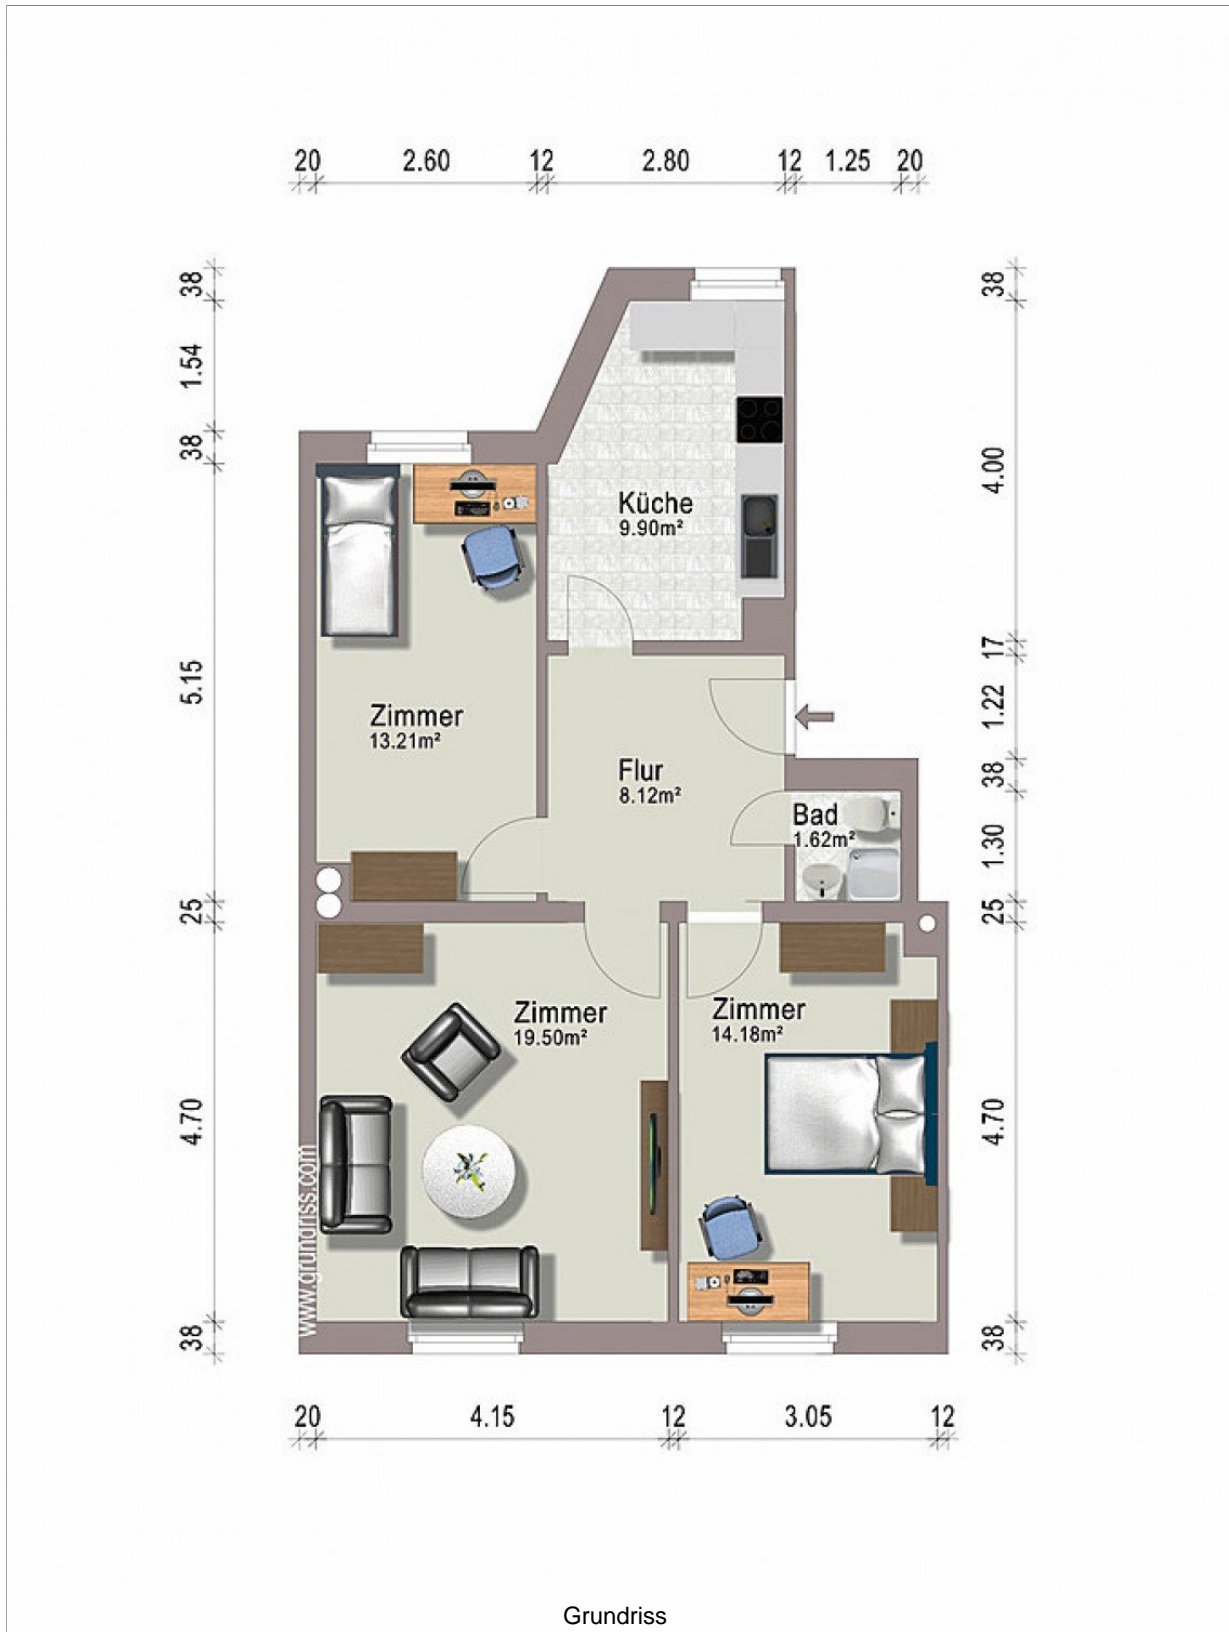 20 2.60 12 2.80 12 1.25 20
38
1.54
38
5.15
25
4.70
38
38
4.00
17
1.22
38
1.30
25
4.70
38
Küche
9.90m²
Zimmer
13.21m²
Flur
8.12m²
Bad
1.62m²
Zimmer
19.50m²
Zimmer
14.18m²
www.grundriss.com
20 4.15 12 3.05 12
Grundriss